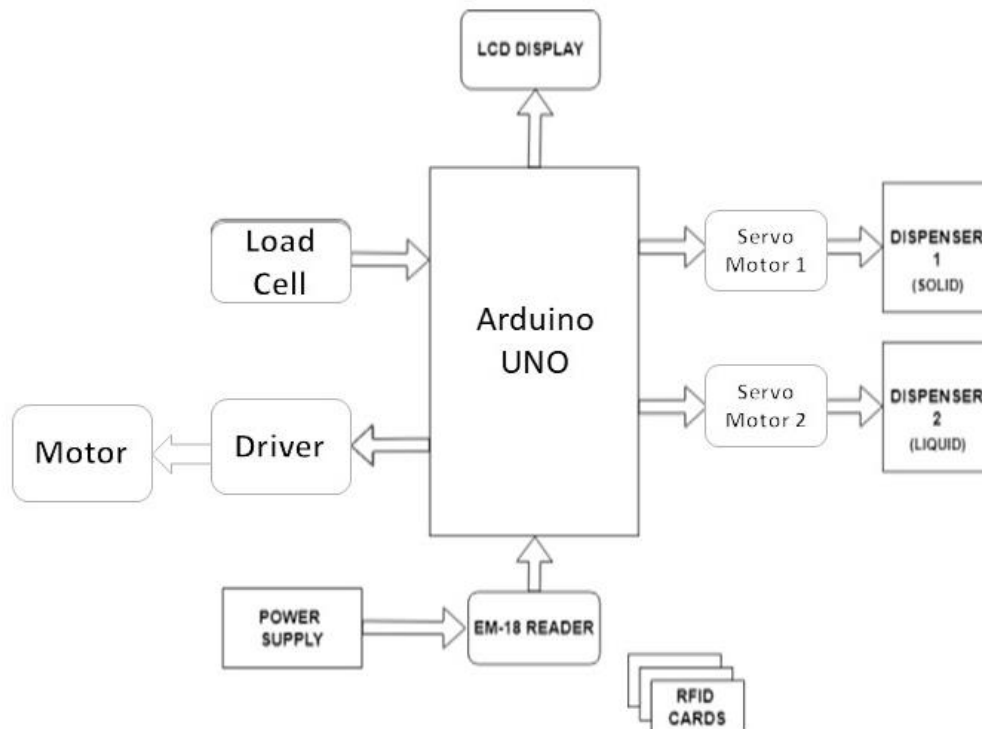 LCD DISPLAY
Load
Cell
Servo
Motor 1
DISPENSER
1
(SOLID)
Arduino
UNO
Motor
Driver
Servo
Motor 2
DISPENSER
2
(LIQUID)
POWER
SUPPLY
EM-18 READER
RFID
CARDS